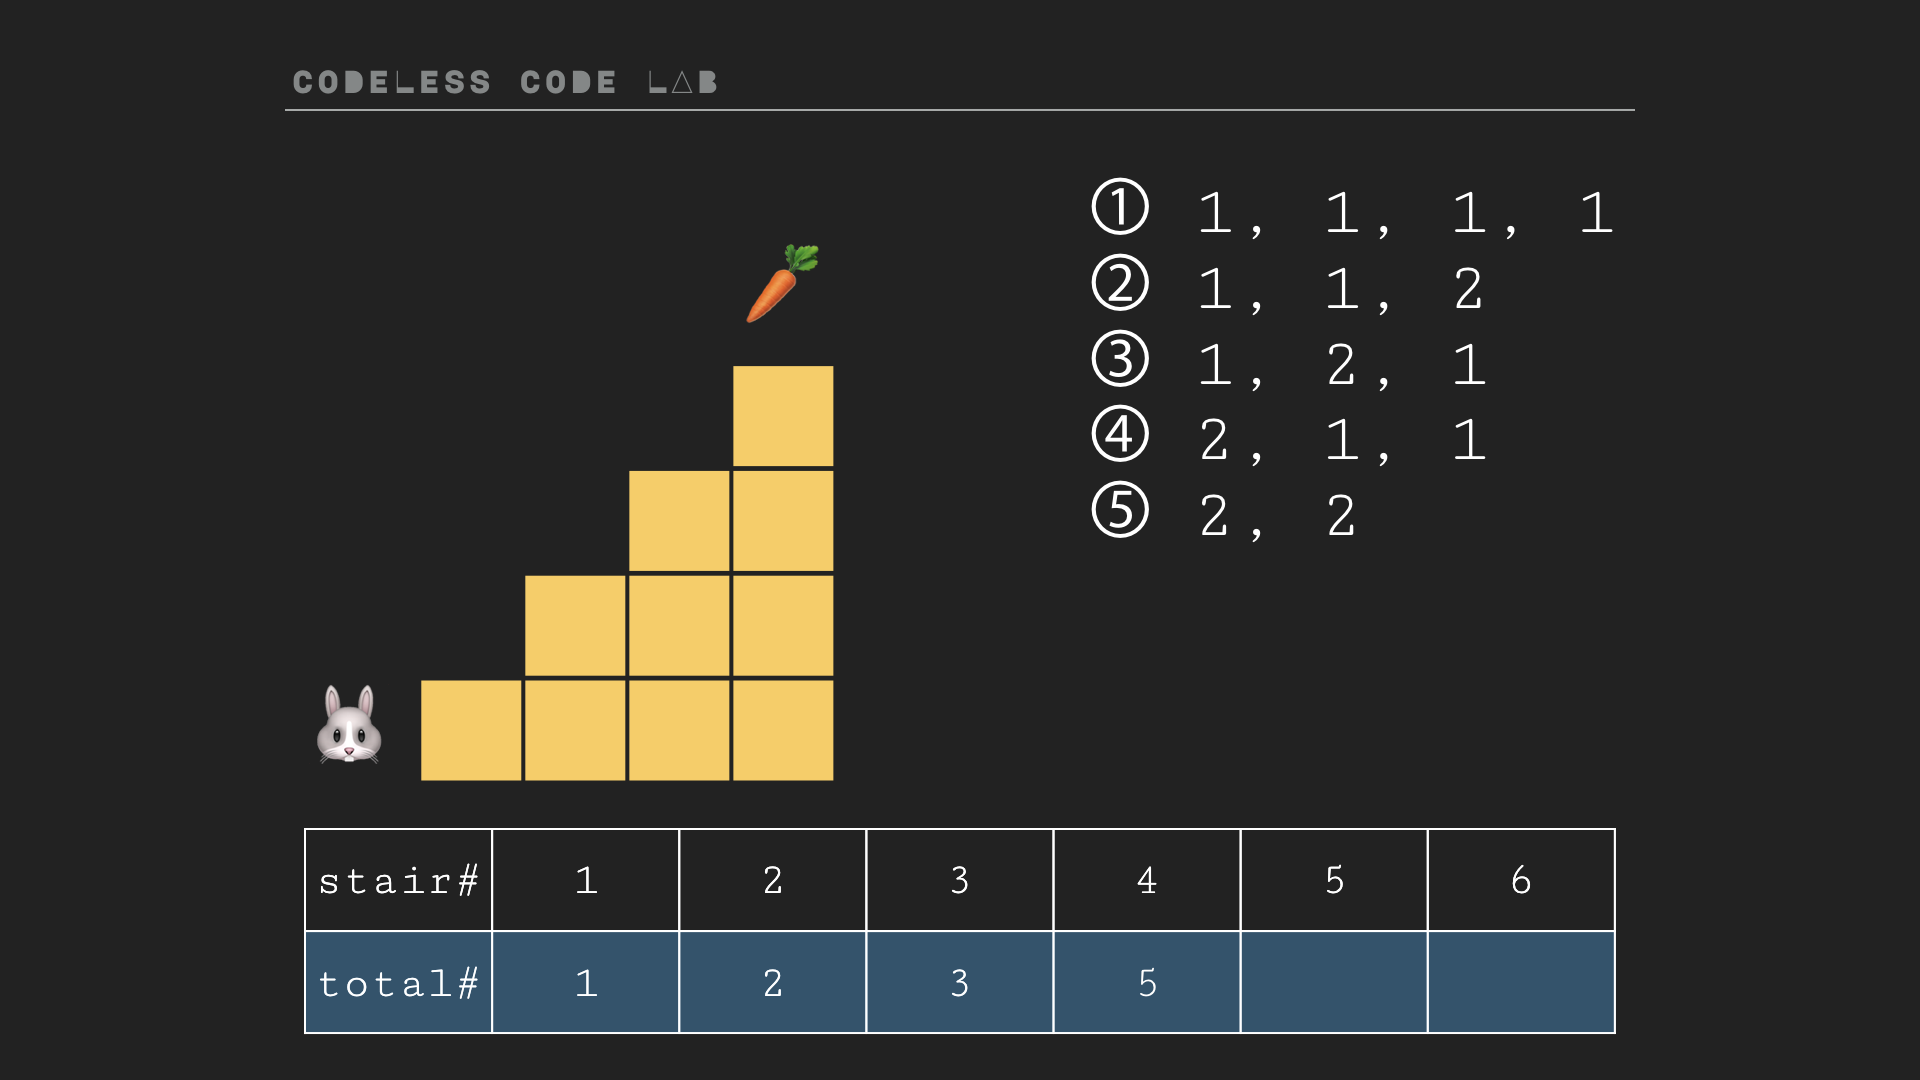 CODELESS CODE LAB
① 1, 1, 1, 1
② 1, 1, 2
③ 1, 2, 1
④ 2, 1, 1
⑤ 2, 2
stair# 1 2 3 4 5 6
total# 1 2 3 5